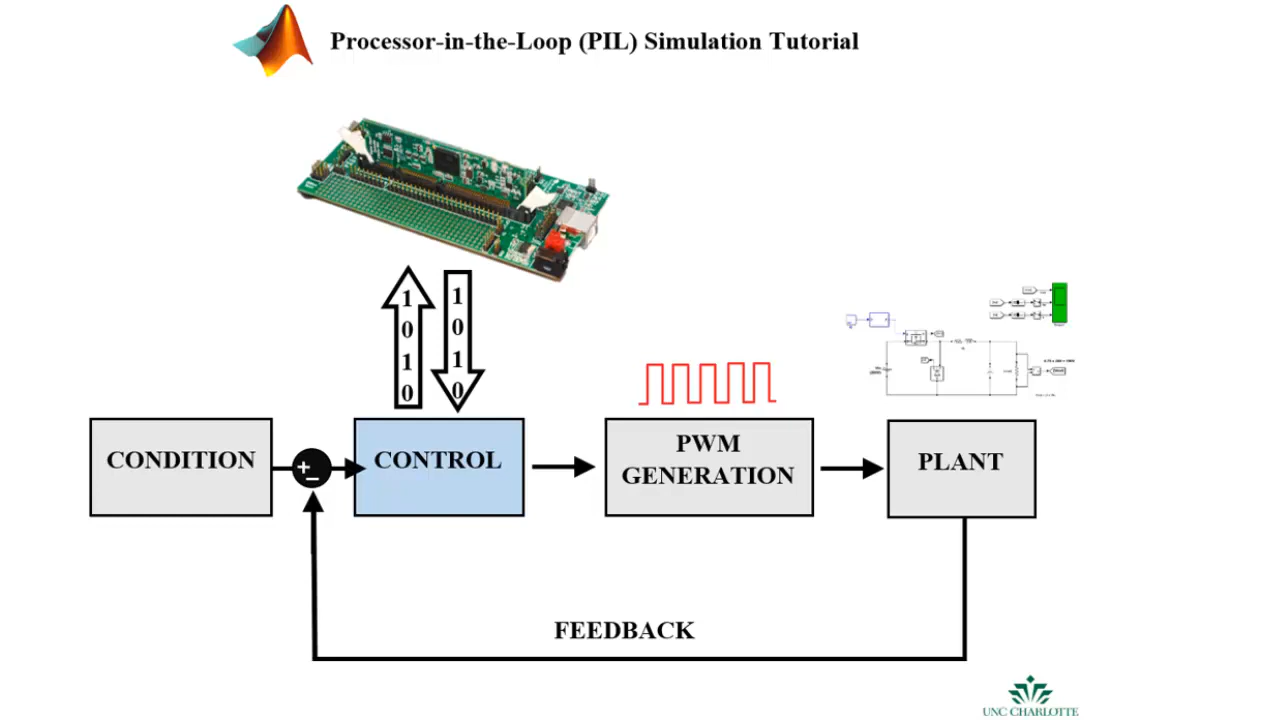 Processor-in-the-Loop (PIL) Simulation Tutorial
1
0
1
0
1
0
1
0
CONDITION
+
−
CONTROL
PWM
GENERATION
PLANT
FEEDBACK
UNC CHARLOTTE